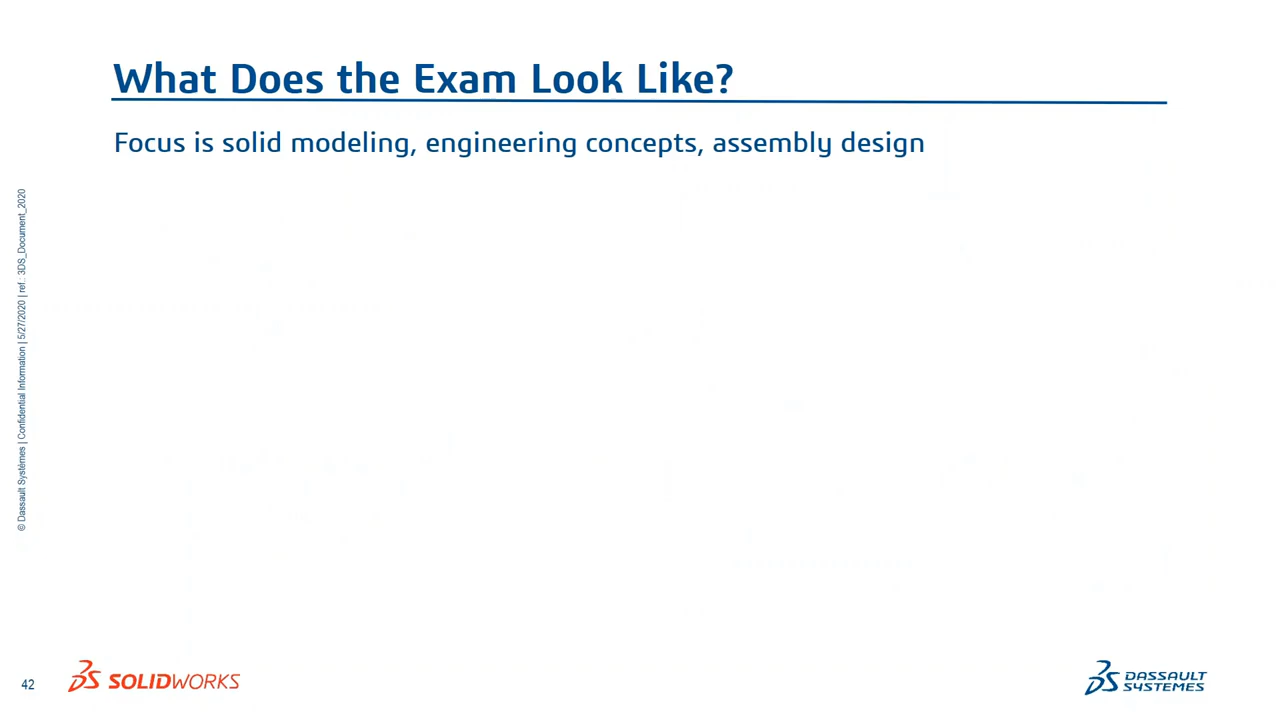 What Does the Exam Look Like?
Focus is solid modeling, engineering concepts, assembly design
© Dassault Systèmes | Confidential Information | 5/27/2020 | ref.: 3DS_Document_2020
42
SOLIDWORKS
DASSAULT
SYSTEMES